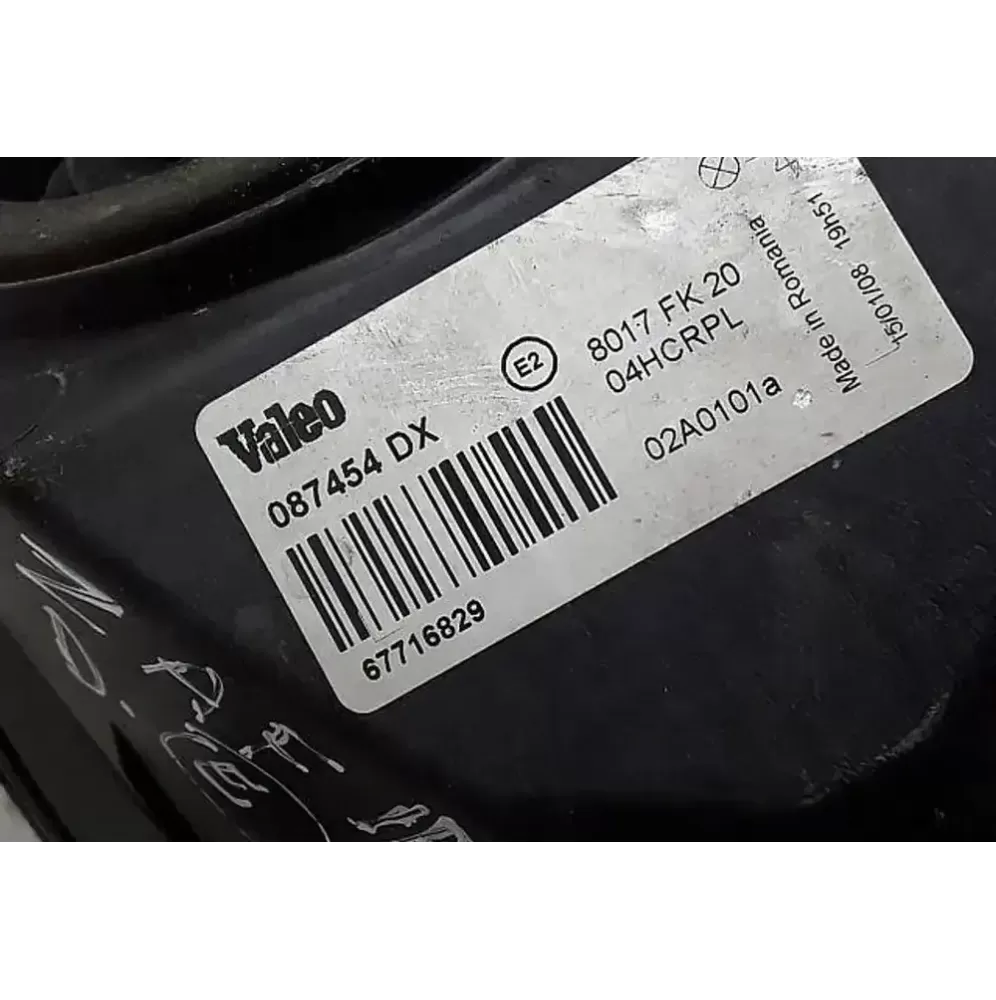 Valeo
087454 DX
67716829
E2
8017 FK 20
04HCRPL
02A0101a
Made in Romania
15/01/08 19h51